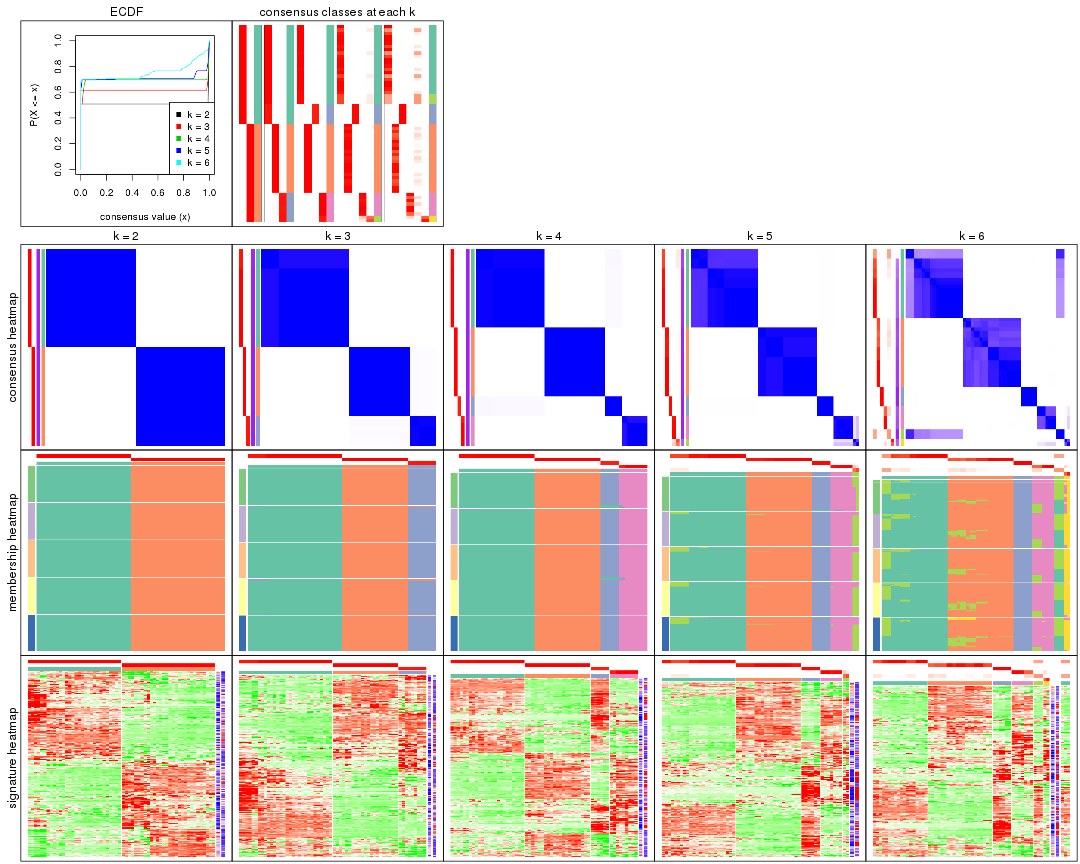 ECDF
consensus classes at each k
P(X <= x)
0.0 0.2 0.4 0.6 0.8 1.0
k = 2
k = 3
k = 4
k = 5
k = 6
0.0 0.2 0.4 0.6 0.8 1.0
consensus value (x)
k = 2 k = 3 k = 4 k = 5 k = 6
consensus heatmap
membership heatmap
signature heatmap